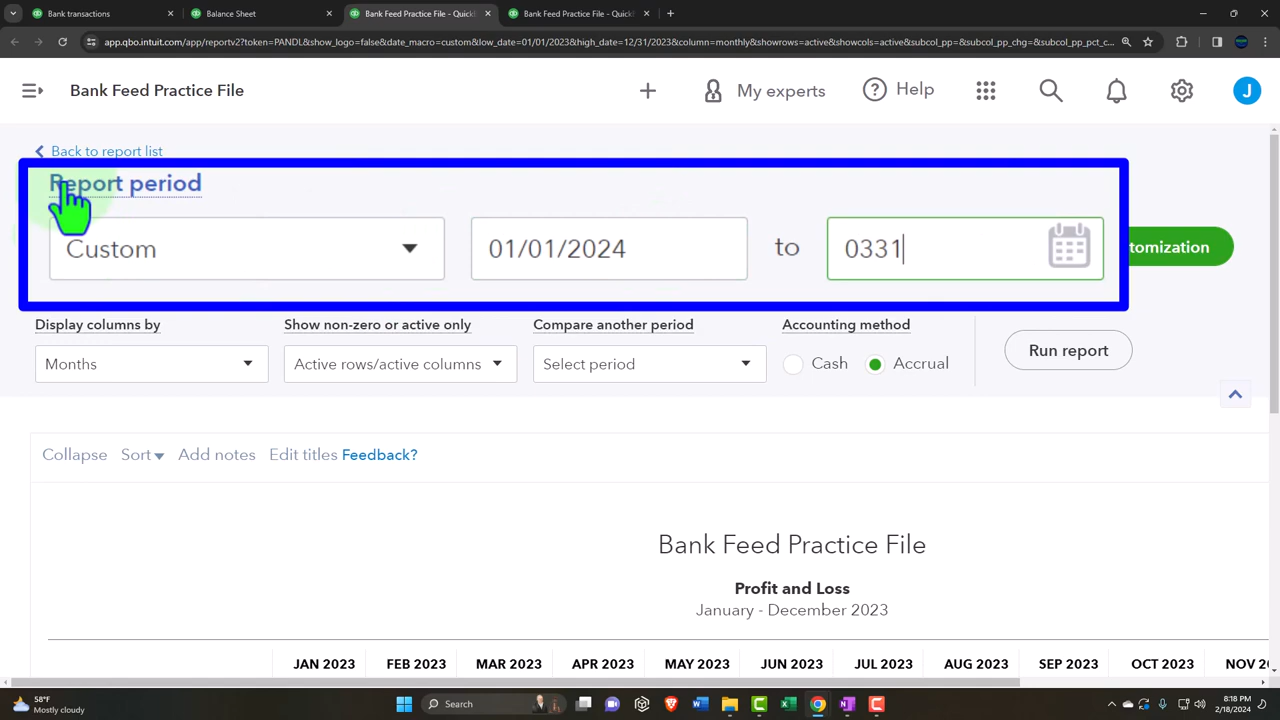 Bank transactions
Balance Sheet
Bank Feed Practice File - Quick
Bank Feed Practice File - Quick
app.qbo.intuit.com/app/reportv2?token=PANDL&show_logo=false&date_macro=custom&low_date=01/01/2023&high_date=12/31/2023&column=monthly&showrows=active&showcols=active&subcol_pp=&subcol_pp_chg=&subcol_pp_pct_c...
Bank Feed Practice File
My experts
Help
J
Back to report list
Report period
Custom
01/01/2024
to
0331
tomization
Display columns by
Show non-zero or active only
Compare another period
Accounting method
Months
Active rows/active columns
Select period
Cash
Accrual
Run report
Collapse
Sort
Add notes
Edit titles
Feedback?
Bank Feed Practice File
Profit and Loss
January - December 2023
JAN 2023
FEB 2023
MAR 2023
APR 2023
MAY 2023
JUN 2023
JUL 2023
AUG 2023
SEP 2023
OCT 2023
NOV 2
58°F
Mostly cloudy
Search
8:18 PM
2/18/2024